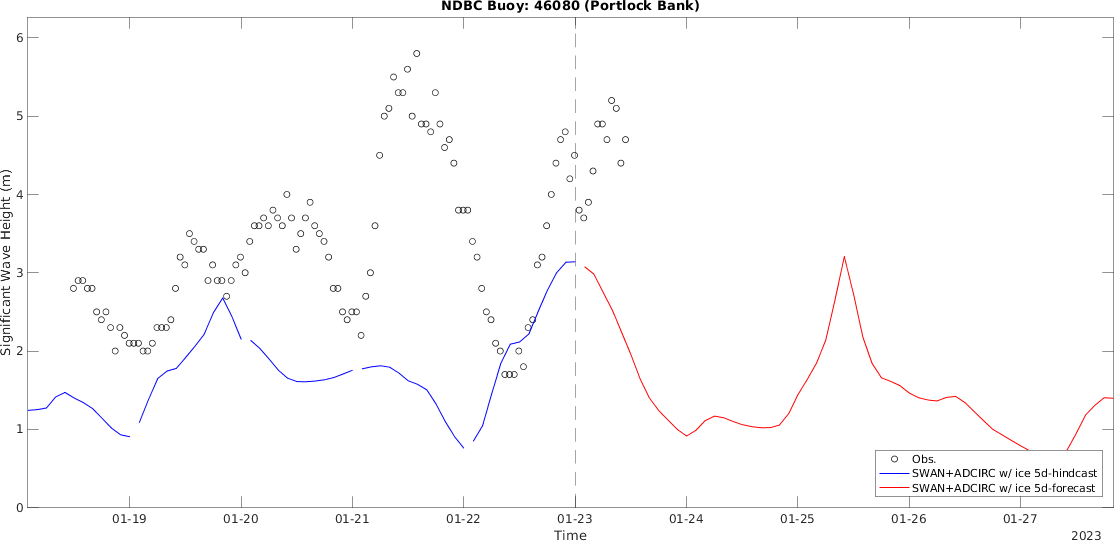 NDBC Buoy: 46080 (Portlock Bank)
Significant Wave Height (m)
6
5
4
3
2
1
0
01-19 01-20 01-21 01-22 01-23 01-24 01-25 01-26 01-27
Time
2023
Obs.
SWAN+ADCIRC w/ ice 5d-hindcast
SWAN+ADCIRC w/ ice 5d-forecast